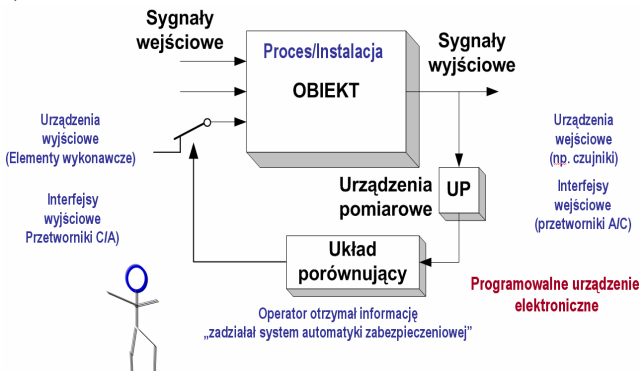 Sygnały
wejściowe
Proces/Instalacja
OBIEKT
Sygnały
wyjściowe
Urządzenia
wyjściowe
(Elementy wykonawcze)
Interfejsy
wyjściowe
Przetworniki C/A)
Urządzenia
wejściowe
(np. czujniki)
Interfejsy
wejściowe
(przetworniki A/C)
Urządzenia
pomiarowe
UP
Układ
porównujący
Programowalne urządzenie
elektroniczne
Operator otrzymał informację
„zadziałał system automatyki zabezpieczeniowej”